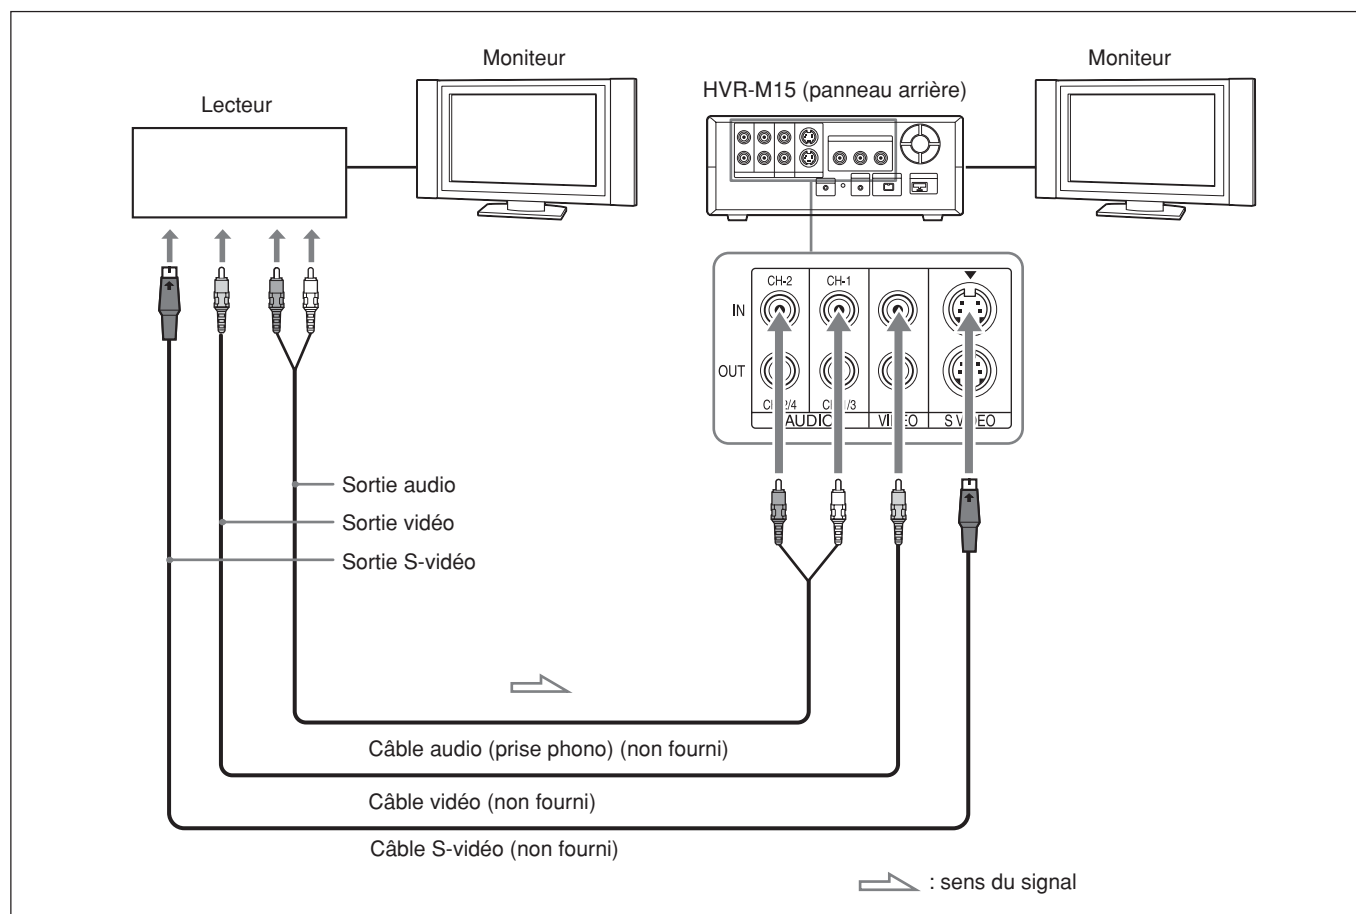 Moniteur
Moniteur
Lecteur
HVR-M15 (panneau arrière)
CH-2
CH-1
IN
OUT
AUDIO
S VIDEO
Sortie audio
Sortie vidéo
Sortie S-vidéo
Câble audio (prise phono) (non fourni)
Câble vidéo (non fourni)
Câble S-vidéo (non fourni)
: sens du signal